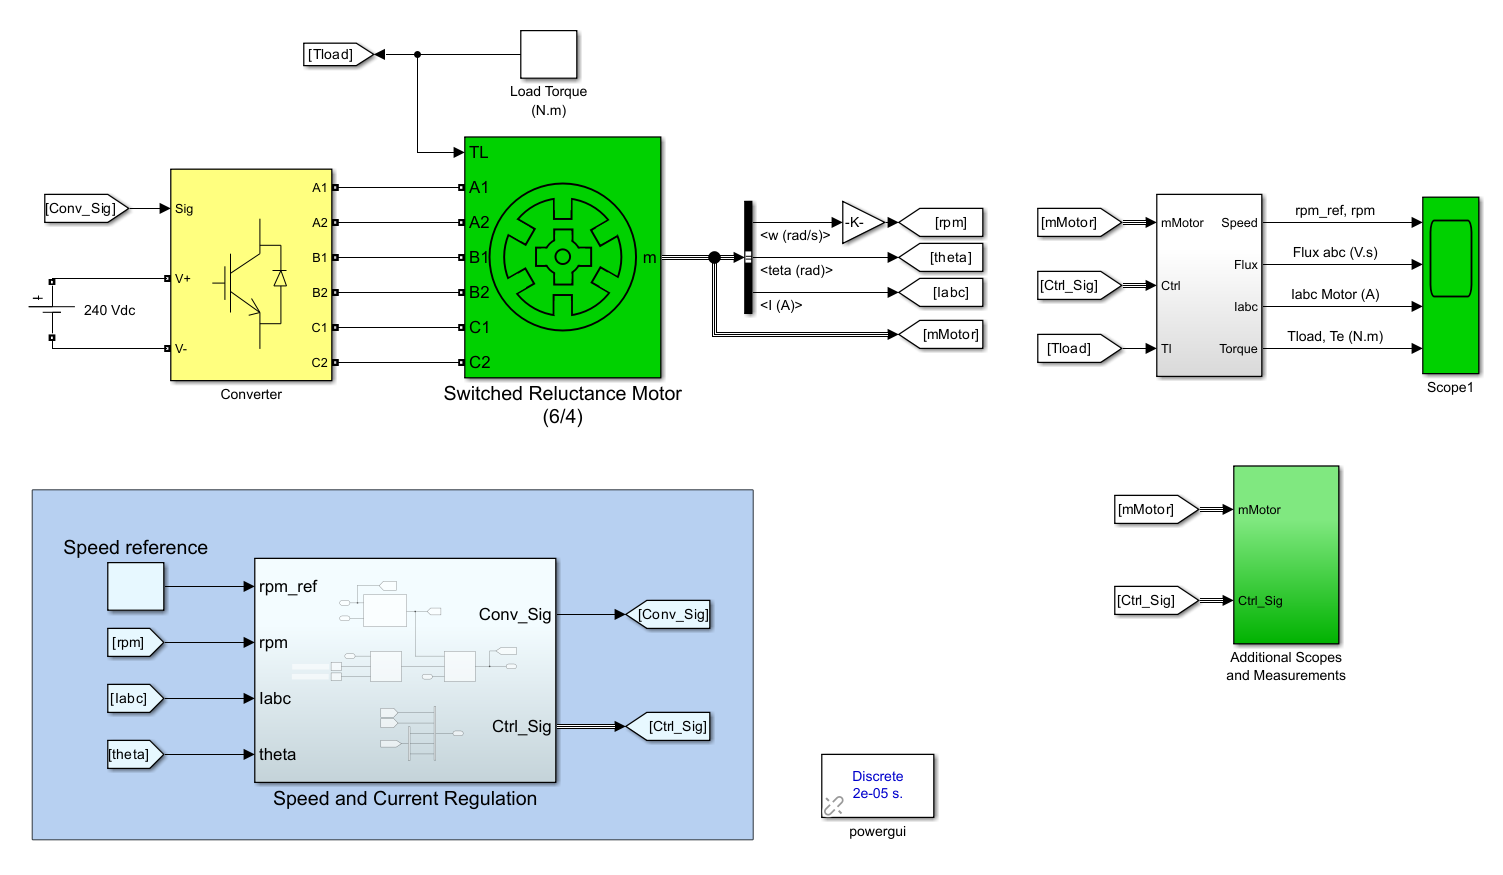 [Tload]
Load Torque
(N.m)
[Conv_Sig]
Sig
V+
V-
+
240 Vdc
A1
A2
B1
B2
C1
C2
Converter
TL
A1
A2
B1
B2
C1
C2
m
Switched Reluctance Motor
(6/4)
<w (rad/s)>
<teta (rad)>
<I (A)>
-K-
[rpm]
[theta]
[Iabc]
[mMotor]
[mMotor]
[Ctrl_Sig]
[Tload]
mMotor
Ctrl
Tl
Speed
Flux
Iabc
Torque
rpm_ref, rpm
Flux abc (V.s)
Iabc Motor (A)
Tload, Te (N.m)
Scope1
Speed reference
[rpm]
[Iabc]
[theta]
rpm_ref
rpm
Iabc
theta
Conv_Sig
Ctrl_Sig
[Conv_Sig]
[Ctrl_Sig]
Speed and Current Regulation
[mMotor]
[Ctrl_Sig]
mMotor
Ctrl_Sig
Additional Scopes
and Measurements
Discrete
2e-05 s.
powergui